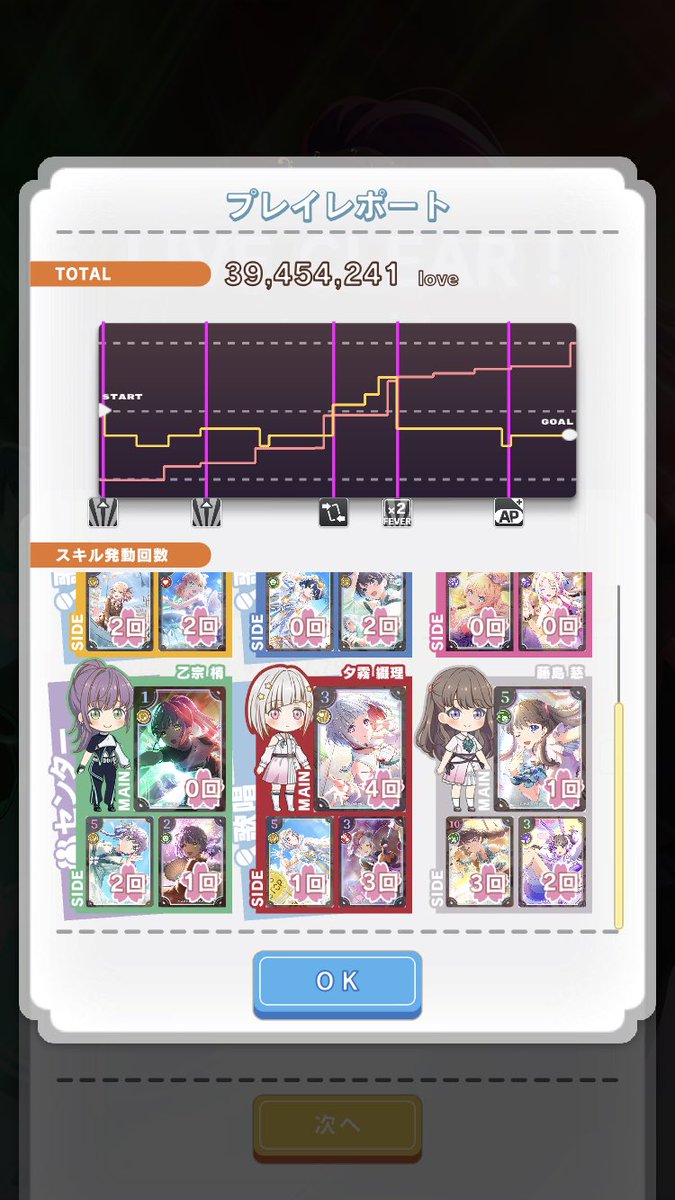 プレイレポート
TOTAL 39,454,241 love
START
GOAL
×2 FEVER
AP+
スキル発動回数
SIDE 2回 2回
SIDE 0回 2回
SIDE 0回 0回
乙宗 梢
センター
MAIN 1 0回
SIDE 5 2回 2 1回
夕霧 綴理
歌唱
MAIN 3 4回
SIDE 5 1回 3 3回
藤島 慈
MAIN 5 1回
SIDE 10 3回 3 2回
OK
次へ